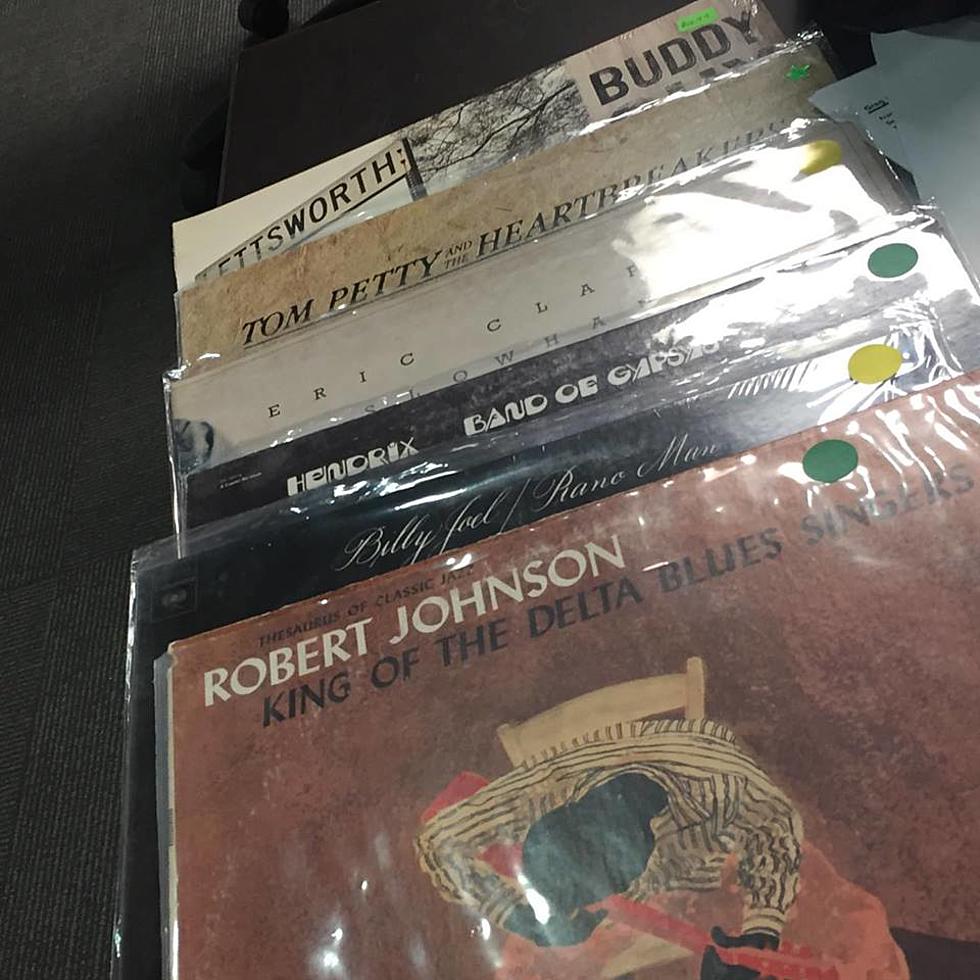 BUDDY
ETTSWORTH;
TOM PETTY AND THE HEARTBREAKERS
ERIC CLAP
SLOWHAN
HENDRIX BAND OF GYPSYS
Billy Joel / Piano Man
THESAURUS OF CLASSIC JAZZ
ROBERT JOHNSON
KING OF THE DELTA BLUES SINGERS